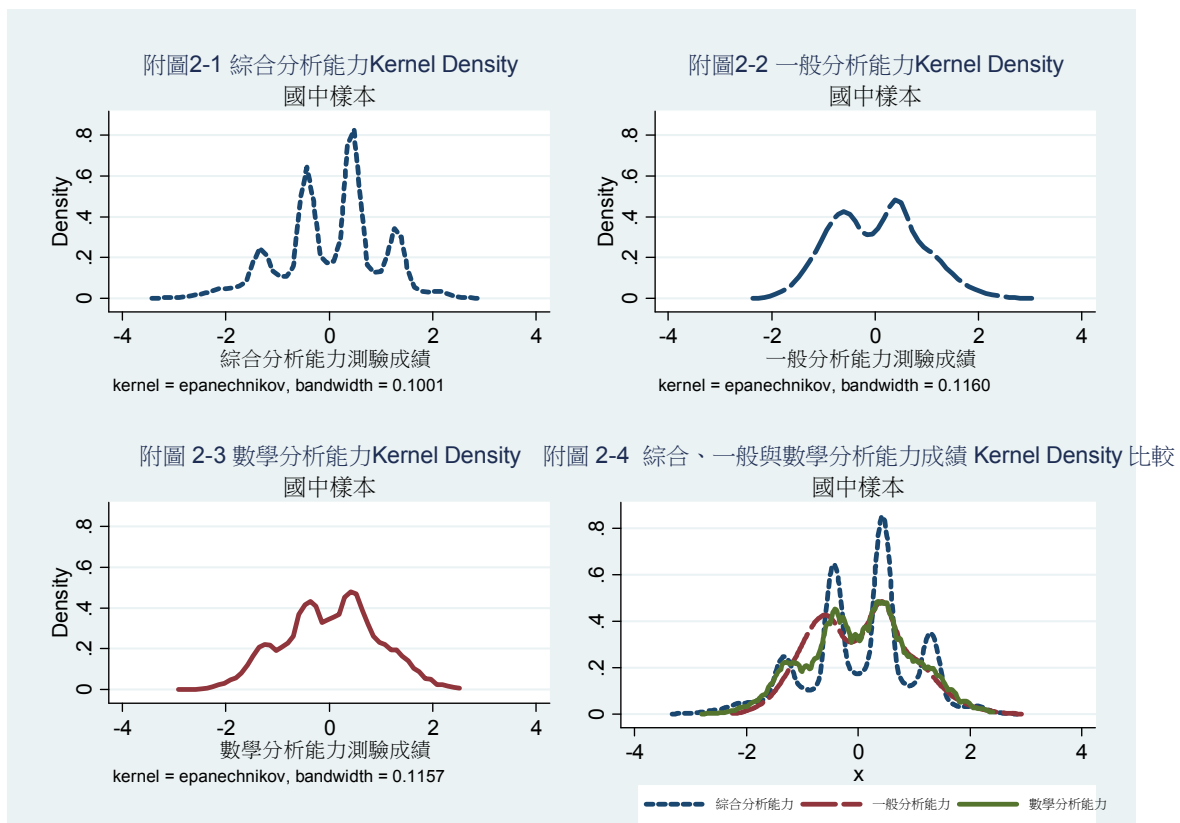 附圖2-1 綜合分析能力Kernel Density
國中樣本
Density
0 .2 .4 .6 .8
-4 -2 0 2 4
綜合分析能力測驗成績
kernel = epanechnikov, bandwidth = 0.1001
附圖2-2 一般分析能力Kernel Density
國中樣本
Density
0 .2 .4 .6 .8
-4 -2 0 2 4
一般分析能力測驗成績
kernel = epanechnikov, bandwidth = 0.1160
附圖 2-3 數學分析能力Kernel Density
國中樣本
Density
0 .2 .4 .6 .8
-4 -2 0 2 4
數學分析能力測驗成績
kernel = epanechnikov, bandwidth = 0.1157
附圖 2-4 綜合、一般與數學分析能力成績 Kernel Density 比較
國中樣本
0 .2 .4 .6 .8
-4 -2 0 2 4
x
綜合分析能力 一般分析能力 數學分析能力